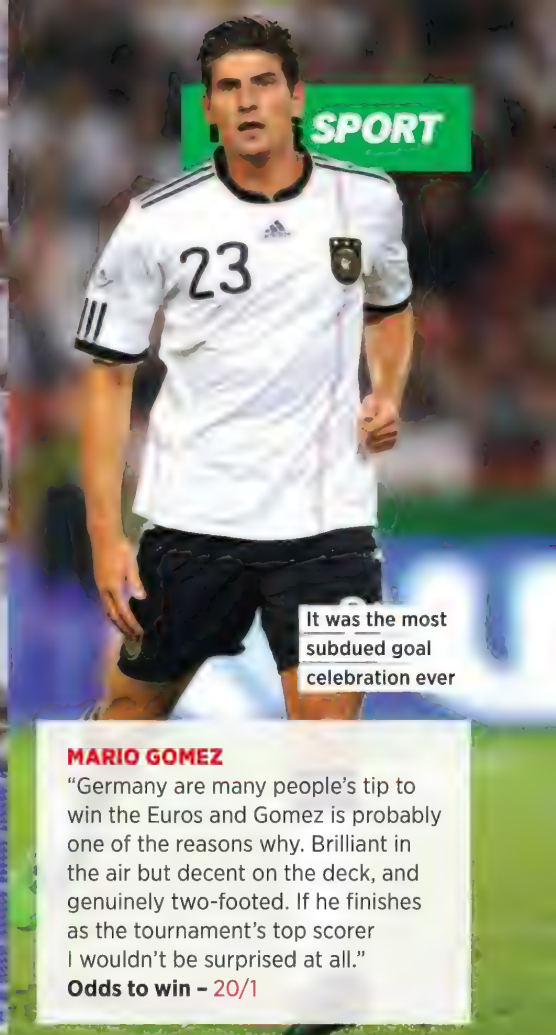 SPORT
adidas
23
It was the most
subdued goal
celebration ever
MARIO GOMEZ
“Germany are many people’s tip to
win the Euros and Gomez is probably
one of the reasons why. Brilliant in
the air but decent on the deck, and
genuinely two-footed. If he finishes
as the tournament’s top scorer
I wouldn’t be surprised at all.”
Odds to win – 20/1